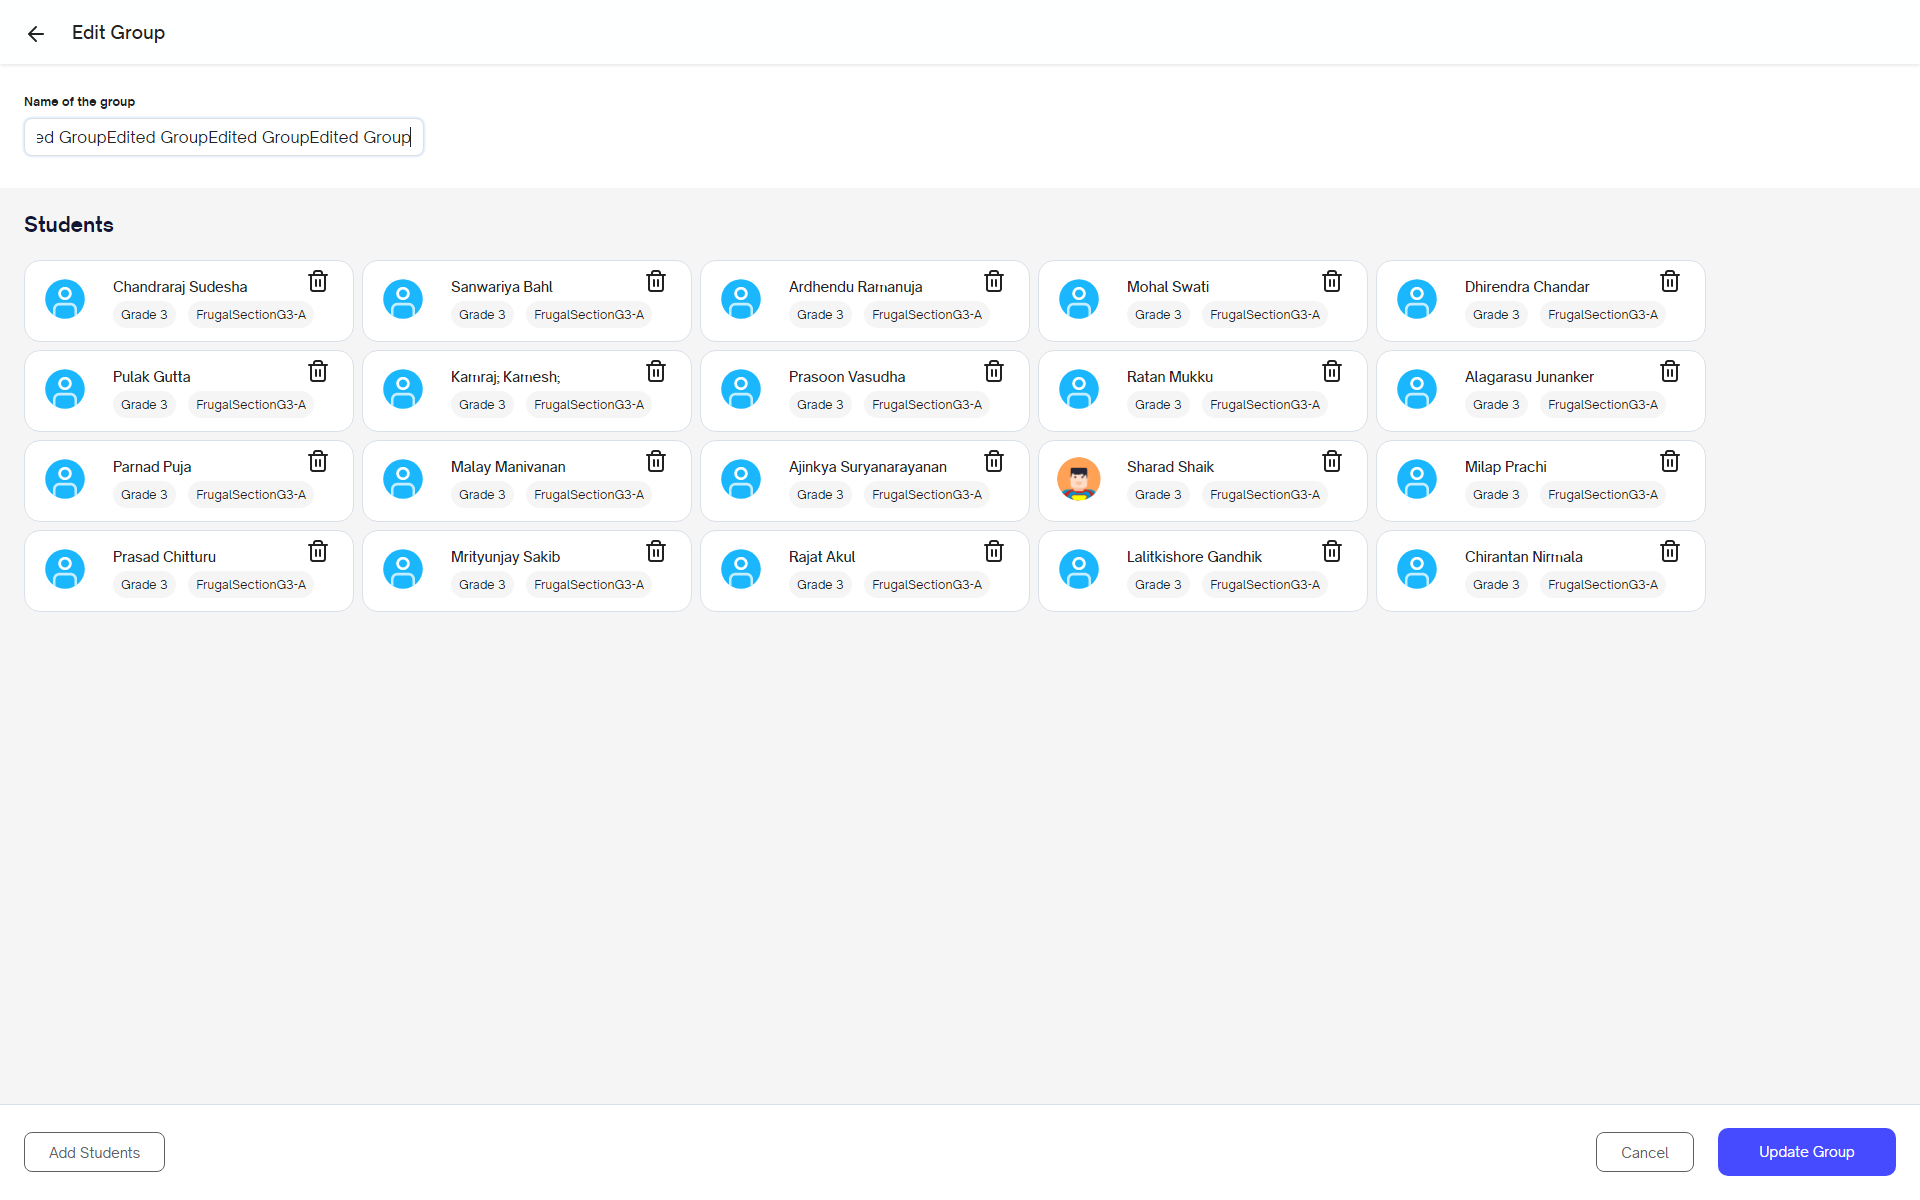 Edit Group
Name of the group
ed GroupEdited GroupEdited GroupEdited Group
Students
Chandraraj Sudesha
Grade 3 FrugalSectionG3-A
Sanwariya Bahl
Grade 3 FrugalSectionG3-A
Ardhendu Ramanuja
Grade 3 FrugalSectionG3-A
Mohal Swati
Grade 3 FrugalSectionG3-A
Dhirendra Chandar
Grade 3 FrugalSectionG3-A
Pulak Gutta
Grade 3 FrugalSectionG3-A
Kamraj; Kamesh;
Grade 3 FrugalSectionG3-A
Prasoon Vasudha
Grade 3 FrugalSectionG3-A
Ratan Mukku
Grade 3 FrugalSectionG3-A
Alagarasu Junanker
Grade 3 FrugalSectionG3-A
Parnad Puja
Grade 3 FrugalSectionG3-A
Malay Manivanan
Grade 3 FrugalSectionG3-A
Ajinkya Suryanarayanan
Grade 3 FrugalSectionG3-A
Sharad Shaik
Grade 3 FrugalSectionG3-A
Milap Prachi
Grade 3 FrugalSectionG3-A
Prasad Chitturu
Grade 3 FrugalSectionG3-A
Mrityunjay Sakib
Grade 3 FrugalSectionG3-A
Rajat Akul
Grade 3 FrugalSectionG3-A
Lalitkishore Gandhik
Grade 3 FrugalSectionG3-A
Chirantan Nirmala
Grade 3 FrugalSectionG3-A
Add Students
Cancel
Update Group